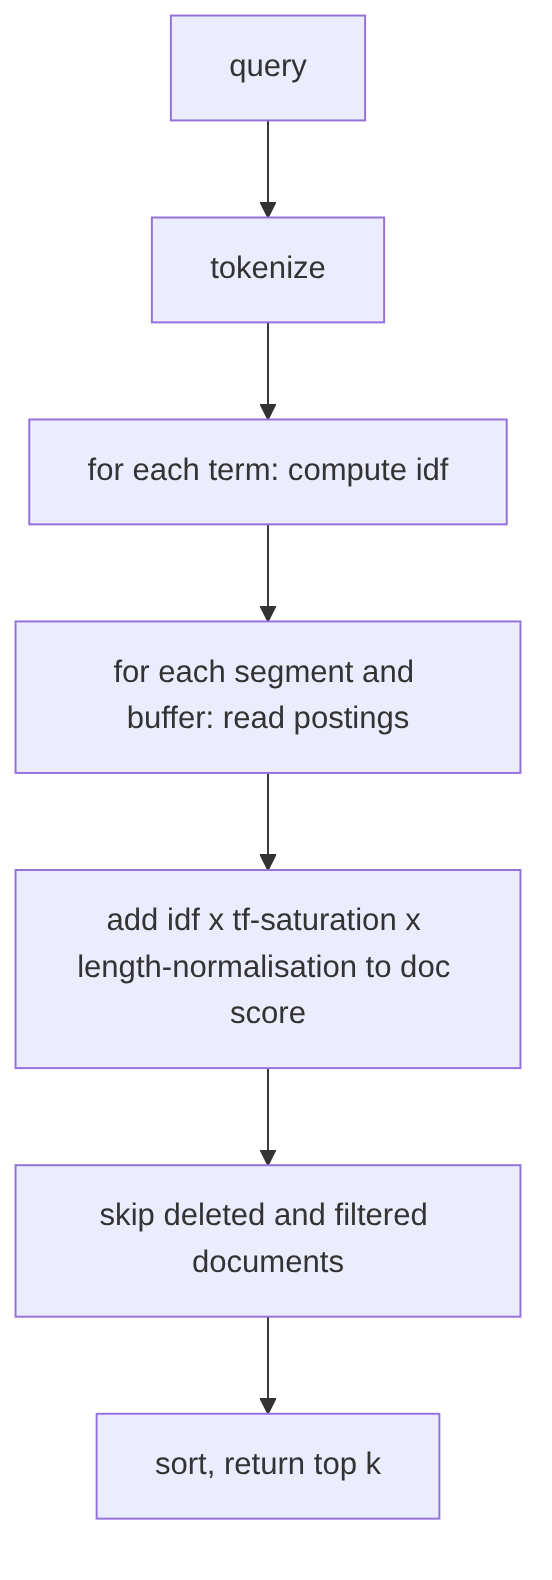 query
tokenize
for each term: compute idf
for each segment and
buffer: read postings
add idf x tf-saturation x
length-normalisation to doc
score
skip deleted and filtered
documents
sort, return top k